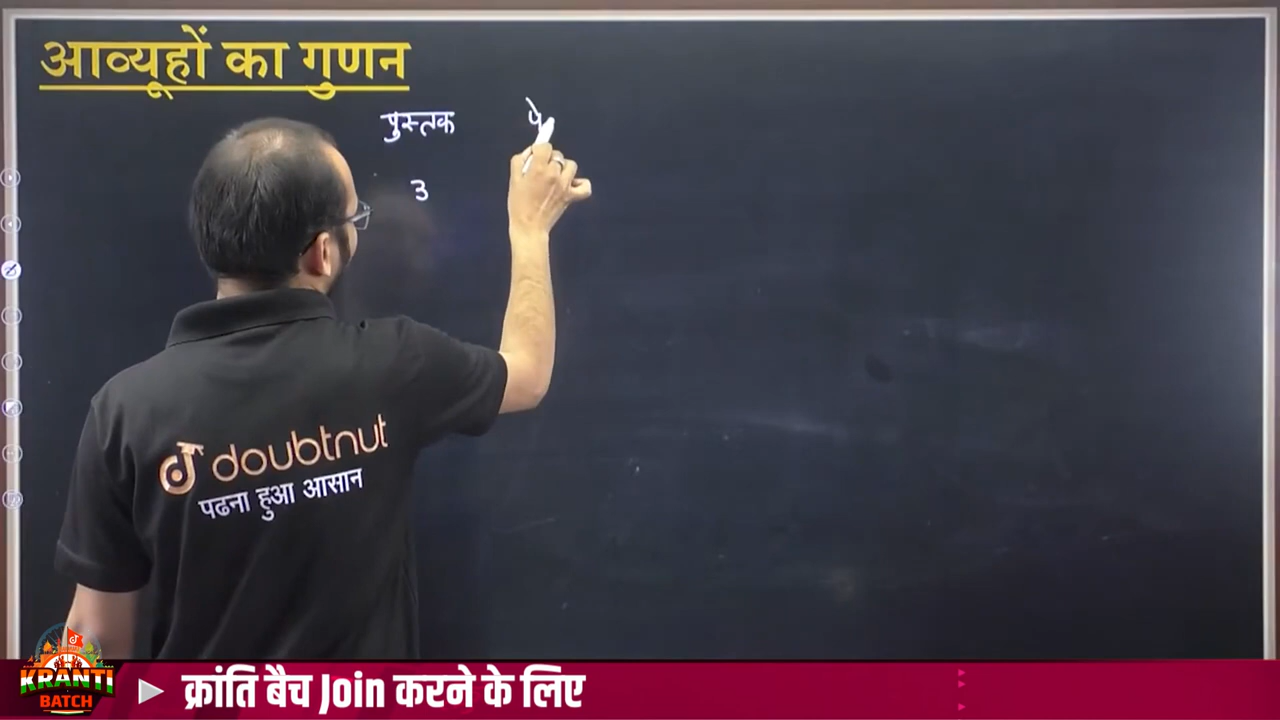 आव्यूहों का गुणन
पुस्तक पे
3
doubtnut
पढना हुआ आसान
KRANTI
BATCH
क्रांति बैच Join करने के लिए